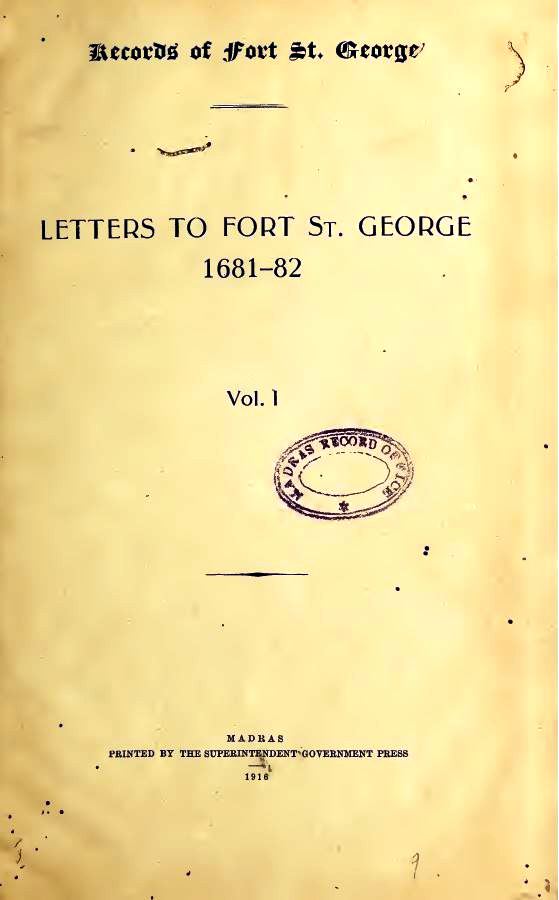 Records of Fort St. George
LETTERS TO FORT ST. GEORGE
1681–82
Vol. I
MADRAS RECORD OFFICE
MADRAS
PRINTED BY THE SUPERINTENDENT GOVERNMENT PRESS
1916